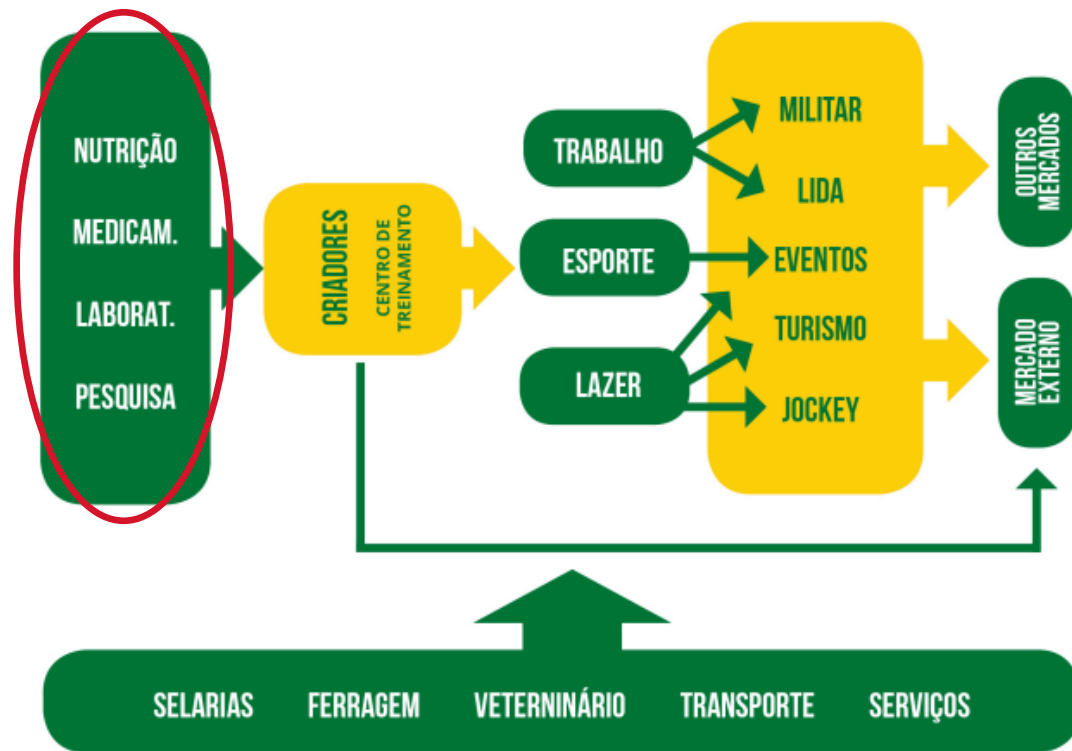 NUTRIÇÃO
MEDICAM.
LABORAT.
PESQUISA
CRIADORES
CENTRO DE
TREINAMENTO
TRABALHO
ESPORTE
LAZER
MILITAR
LIDA
EVENTOS
TURISMO
JOCKEY
OUTROS
MERCADOS
MERCADO
EXTERNO
SELARIAS FERRAGEM VETERNINÁRIO TRANSPORTE SERVIÇOS